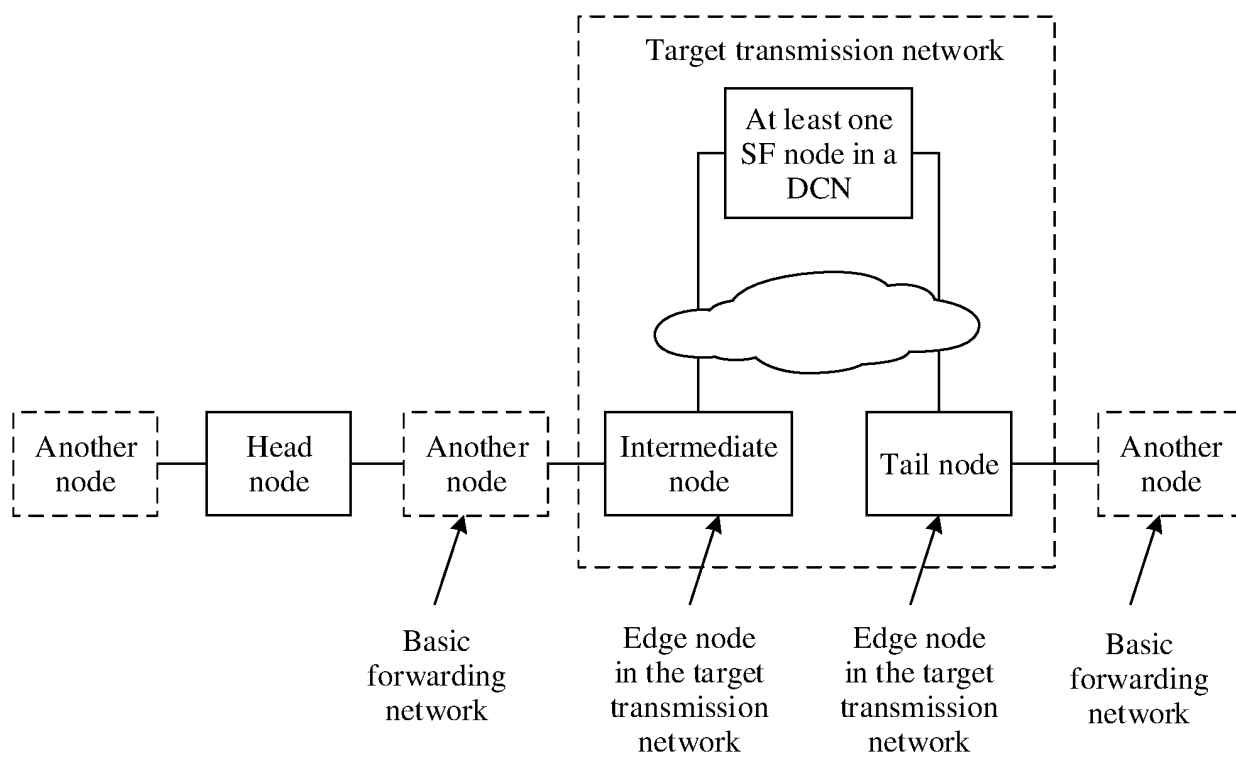 Target transmission network
At least one
SF node in a
DCN
Another
node
Head
node
Another
node
Intermediate
node
Tail node
Another
node
Basic
forwarding
network
Edge node
in the target
transmission
network
Edge node
in the target
transmission
network
Basic
forwarding
network